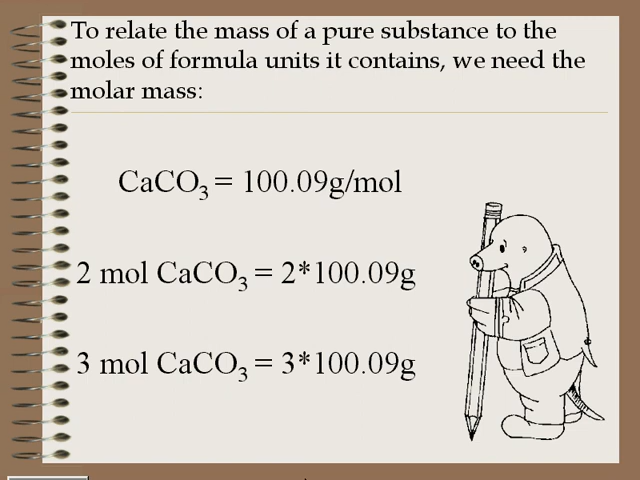 To relate the mass of a pure substance to the
moles of formula units it contains, we need the
molar mass:
CaCO₃ = 100.09g/mol
2 mol CaCO₃ = 2*100.09g
3 mol CaCO₃ = 3*100.09g